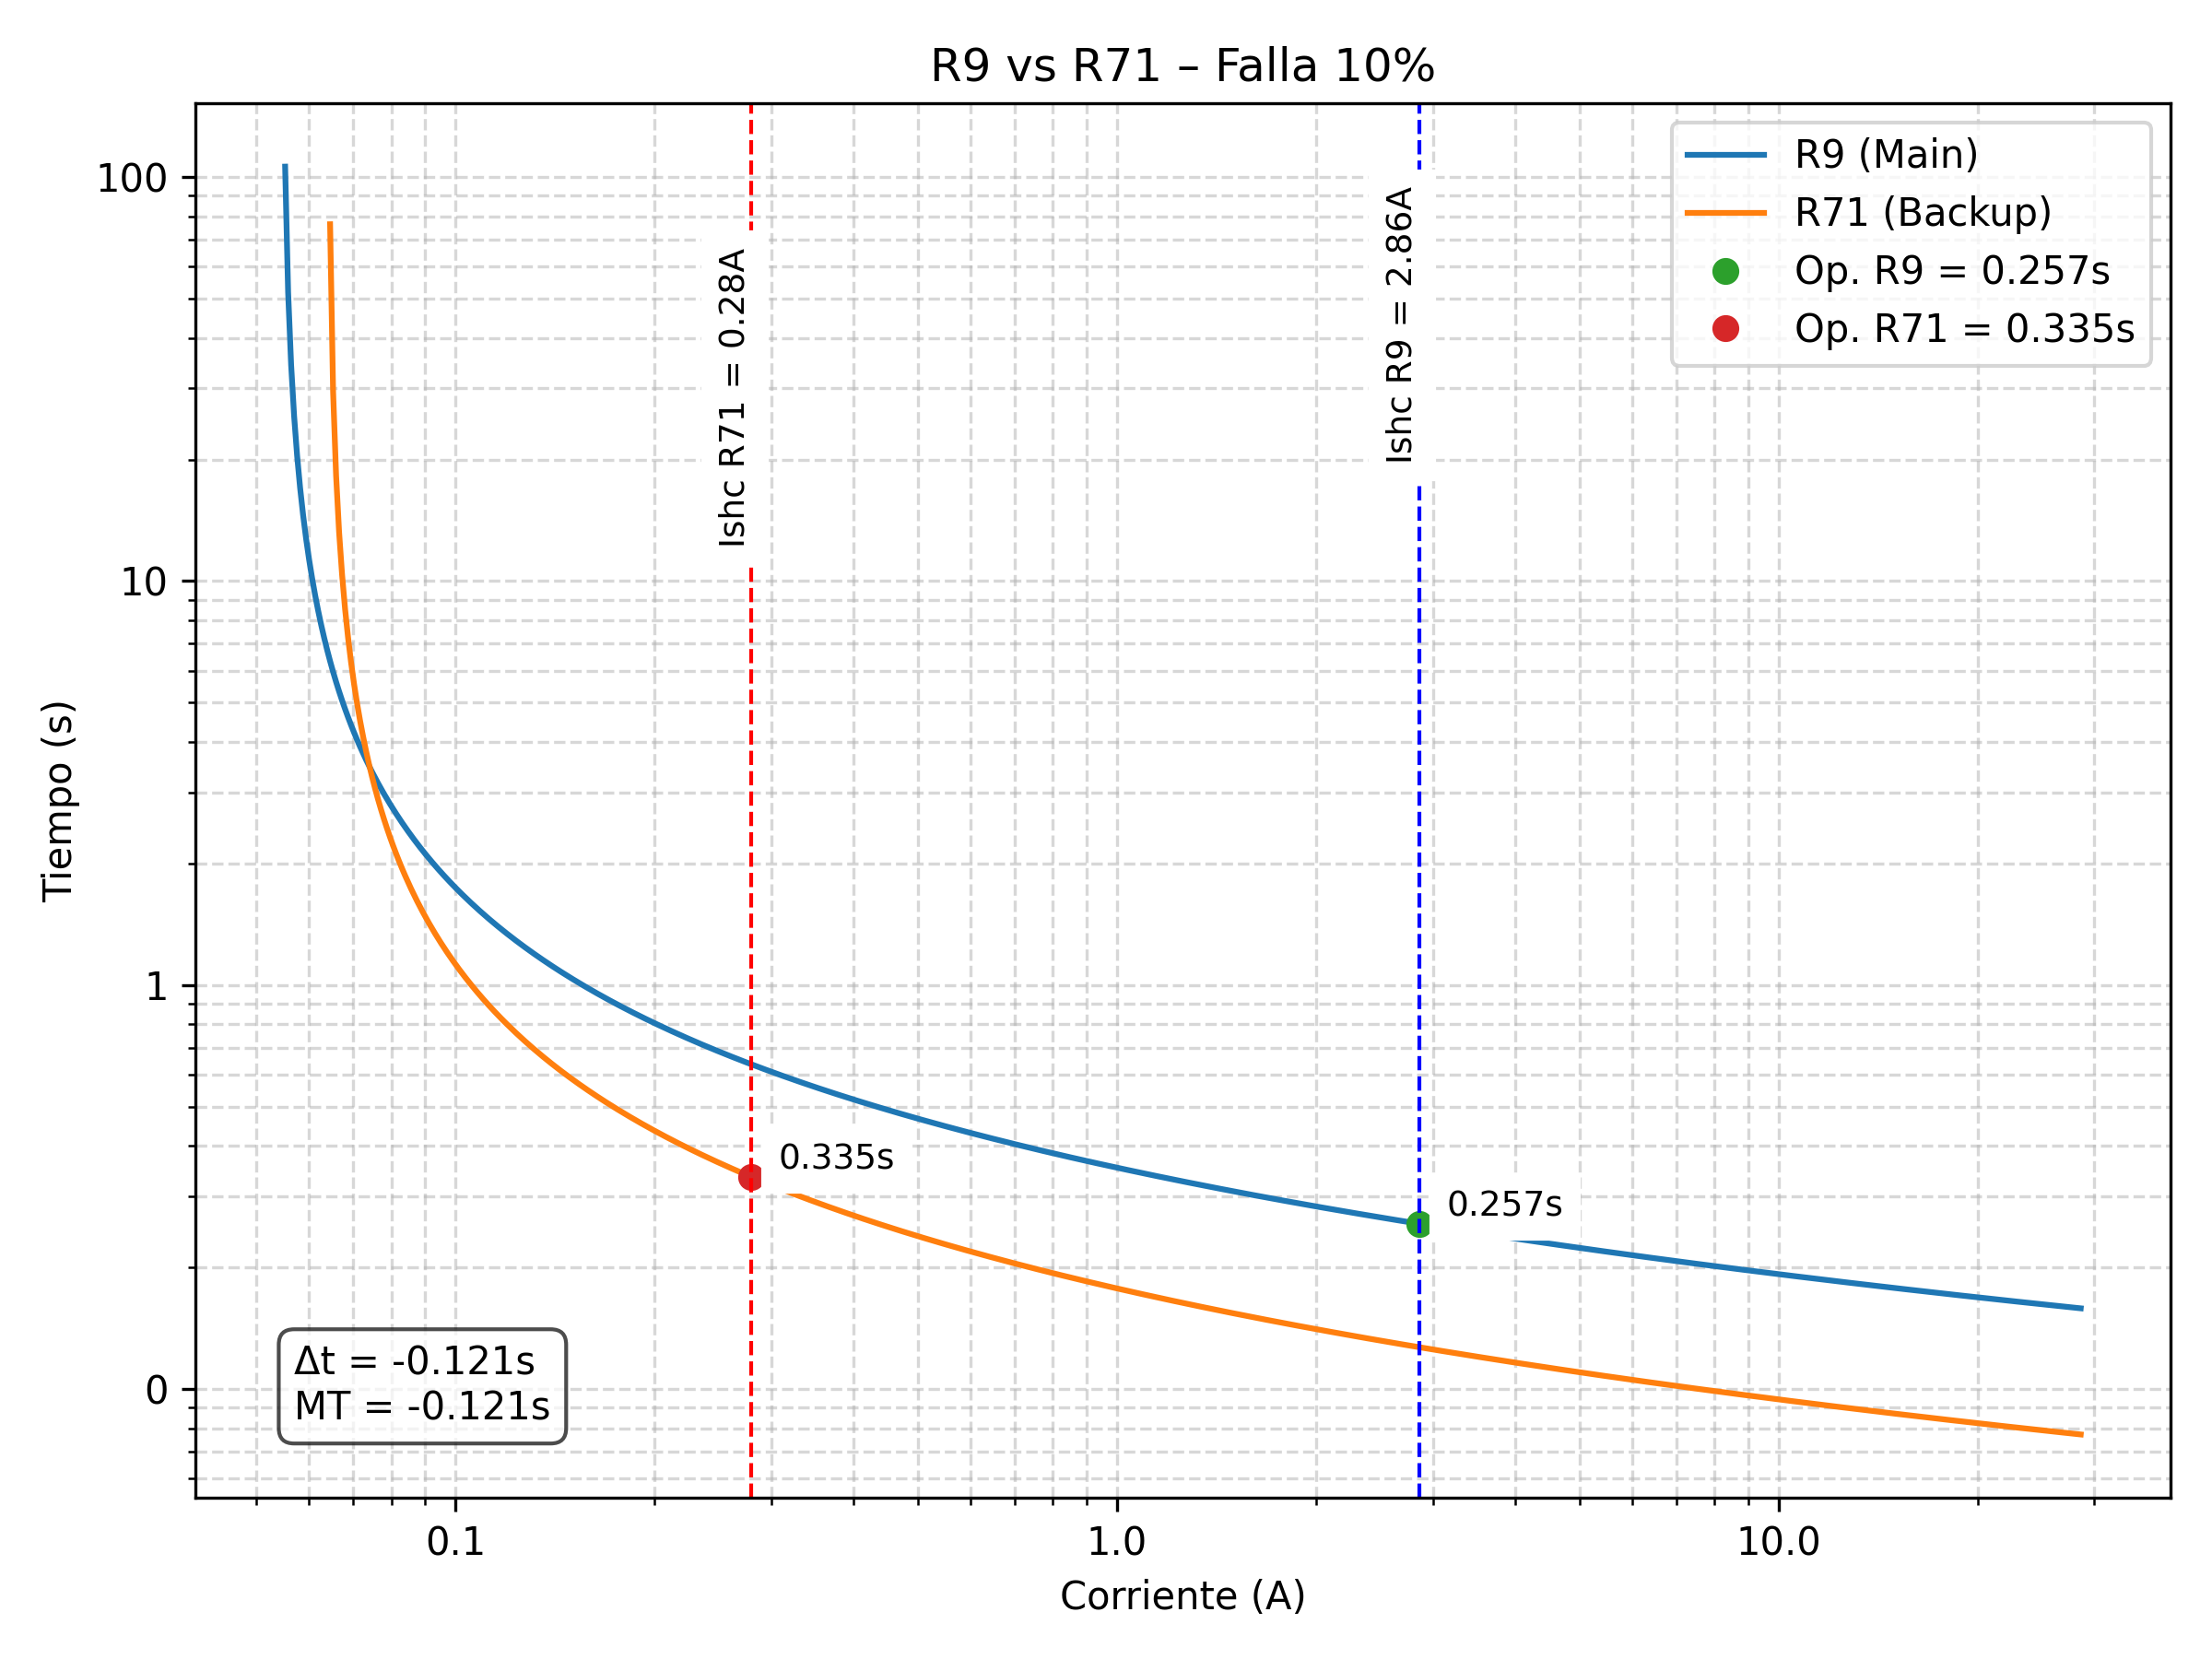 R9 vs R71 – Falla 10%
R9 (Main)
R71 (Backup)
Op. R9 = 0.257s
Op. R71 = 0.335s
Ishc R71 = 0.28A
Ishc R9 = 2.86A
100
10
1
0
Tiempo (s)
0.335s
0.257s
Δt = -0.121s
MT = -0.121s
0.1
1.0
10.0
Corriente (A)